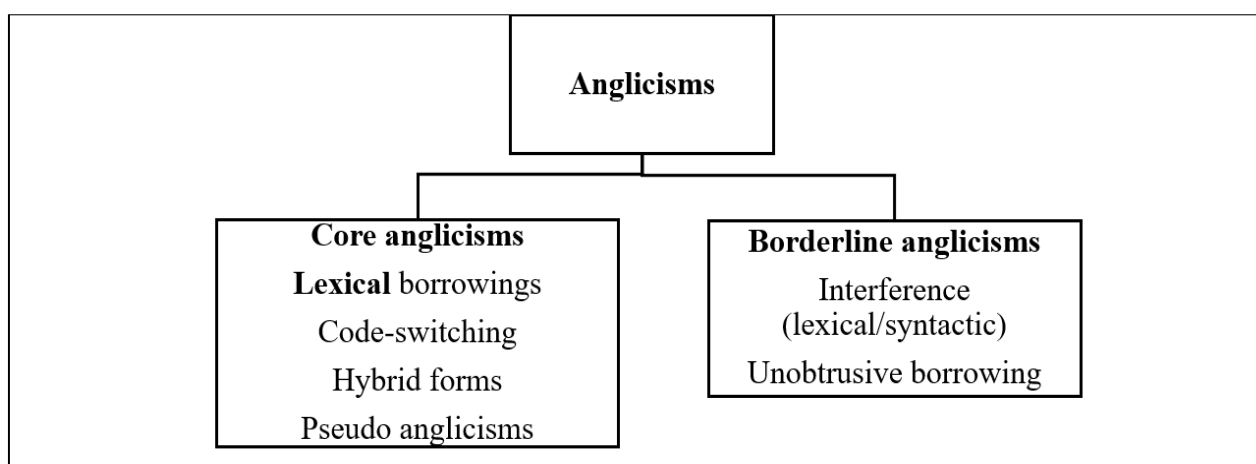 Anglicisms
Core anglicisms
Lexical borrowings
Code-switching
Hybrid forms
Pseudo anglicisms
Borderline anglicisms
Interference
(lexical/syntactic)
Unobtrusive borrowing